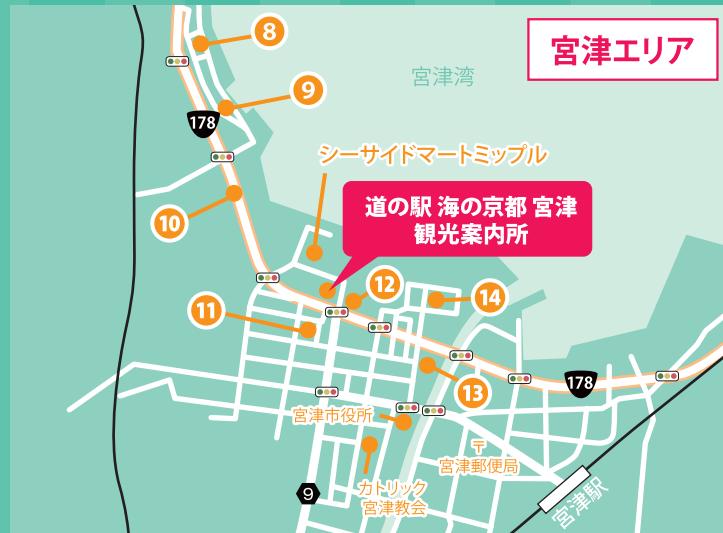 宮津エリア
8
宮津湾
9
178
シーサイドマートミップル
道の駅 海の京都 宮津
観光案内所
10
12
14
11
13
178
宮津市役所
〒
宮津郵便局
カトリック
宮津教会
9
宮津駅